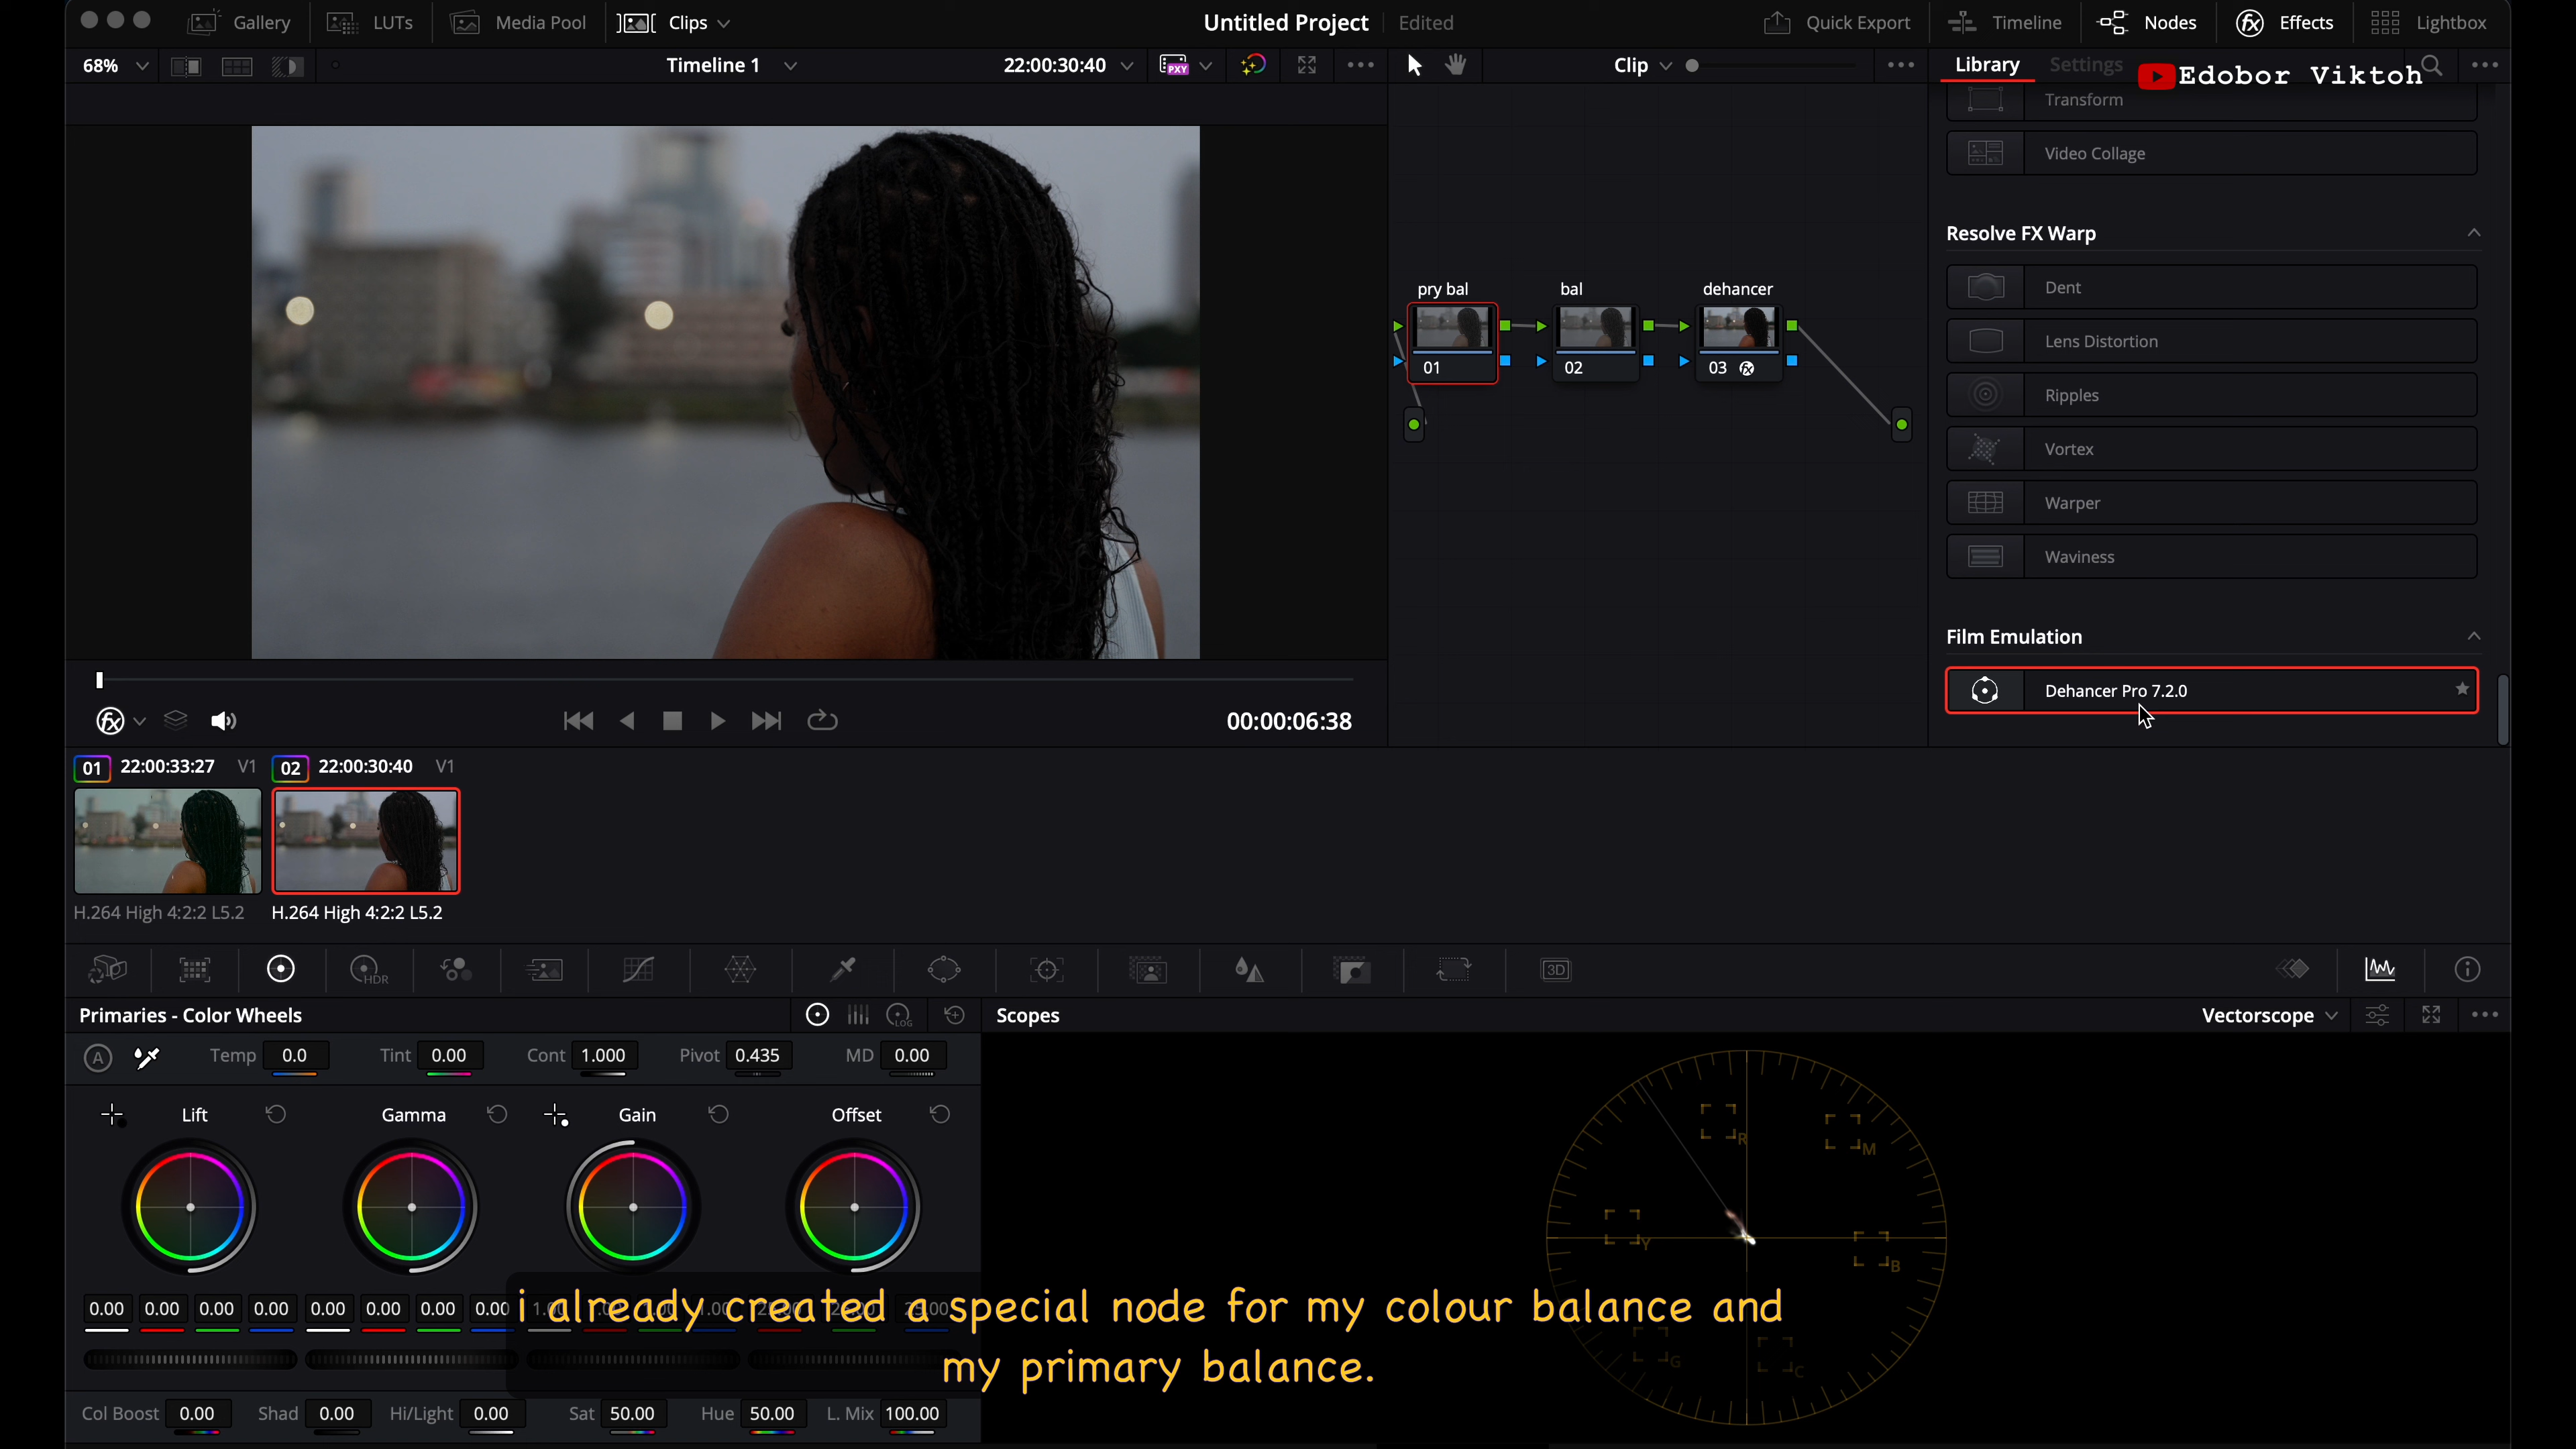 Gallery LUTs Media Pool Clips Untitled Project Edited Quick Export Timeline Nodes Effects Lightbox
68% Timeline 1 22:00:30:40 PXY Clip Library Settings Edobor Viktoh
Transform
Video Collage
Resolve FX Warp
Dent
pry bal bal dehancer
Lens Distortion
01 02 03 fx
Ripples
Vortex
Warper
Waviness
Film Emulation
Dehancer Pro 7.2.0
fx 00:00:06:38
01 22:00:33:27 V1 02 22:00:30:40 V1
H.264 High 4:2:2 L5.2 H.264 High 4:2:2 L5.2
HDR 3D
Primaries - Color Wheels LOG Scopes Vectorscope
A Temp 0.0 Tint 0.00 Cont 1.000 Pivot 0.435 MD 0.00
Lift Gamma Gain Offset
R M
Y B
0.00 0.00 0.00 0.00 0.00 0.00 0.00 0.00
i already created a special node for my colour balance and
my primary balance.
G C
Col Boost 0.00 Shad 0.00 Hi/Light 0.00 Sat 50.00 Hue 50.00 L. Mix 100.00